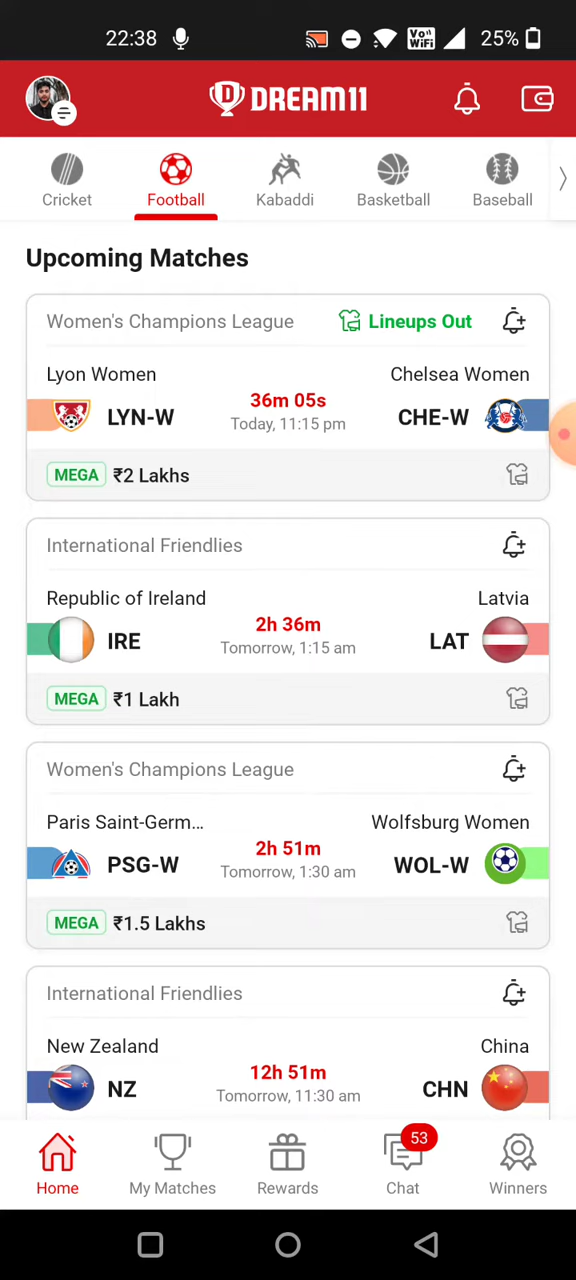 22:38 Vo)) WiFi 25%
D DREAM11
Cricket Football Kabaddi Basketball Baseball
Upcoming Matches
Women's Champions League Lineups Out
Lyon Women Chelsea Women
LYN-W 36m 05s CHE-W
Today, 11:15 pm
MEGA ₹2 Lakhs
International Friendlies
Republic of Ireland Latvia
IRE 2h 36m LAT
Tomorrow, 1:15 am
MEGA ₹1 Lakh
Women's Champions League
Paris Saint-Germ... Wolfsburg Women
PSG-W 2h 51m WOL-W
Tomorrow, 1:30 am
MEGA ₹1.5 Lakhs
International Friendlies
New Zealand China
NZ 12h 51m CHN
Tomorrow, 11:30 am
53
Home My Matches Rewards Chat Winners